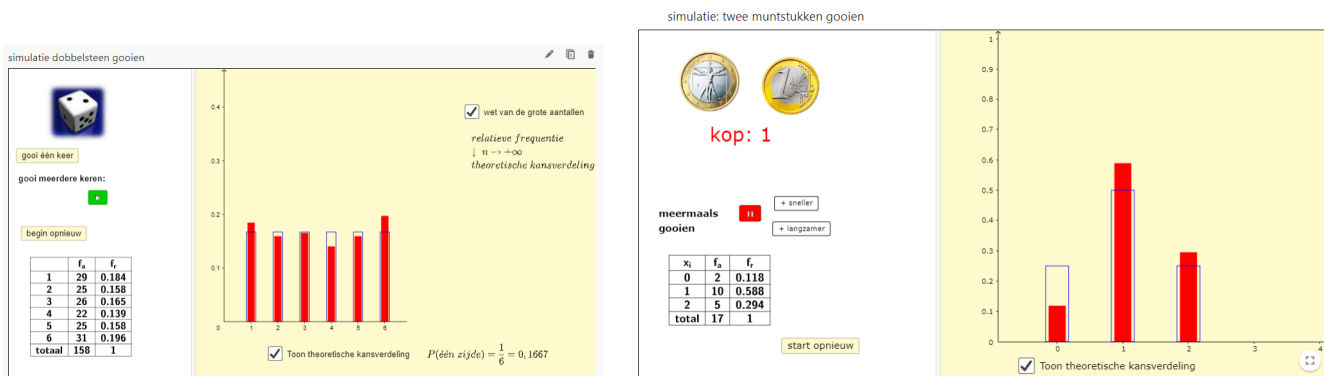 simulatie dobbelsteen gooien
gooi één keer
gooi meerdere keren:
begin opnieuw
fa fr
1 29 0.184
2 25 0.158
3 26 0.165
4 22 0.139
5 25 0.158
6 31 0.196
totaal 158 1
0.4
0.3
0.2
0.1
0 1 2 3 4 5 6
wet van de grote aantallen
relatieve frequentie
↓ n → +∞
theoretische kansverdeling
Toon theoretische kansverdeling P(één zijde) = 1/6 = 0,1667
simulatie: twee muntstukken gooien
kop: 1
meermaals
gooien
+ sneller
+ langzamer
xi fa fr
0 2 0.118
1 10 0.588
2 5 0.294
total 17 1
start opnieuw
1
0.9
0.8
0.7
0.6
0.5
0.4
0.3
0.2
0.1
0
0 1 2 3 4
Toon theoretische kansverdeling